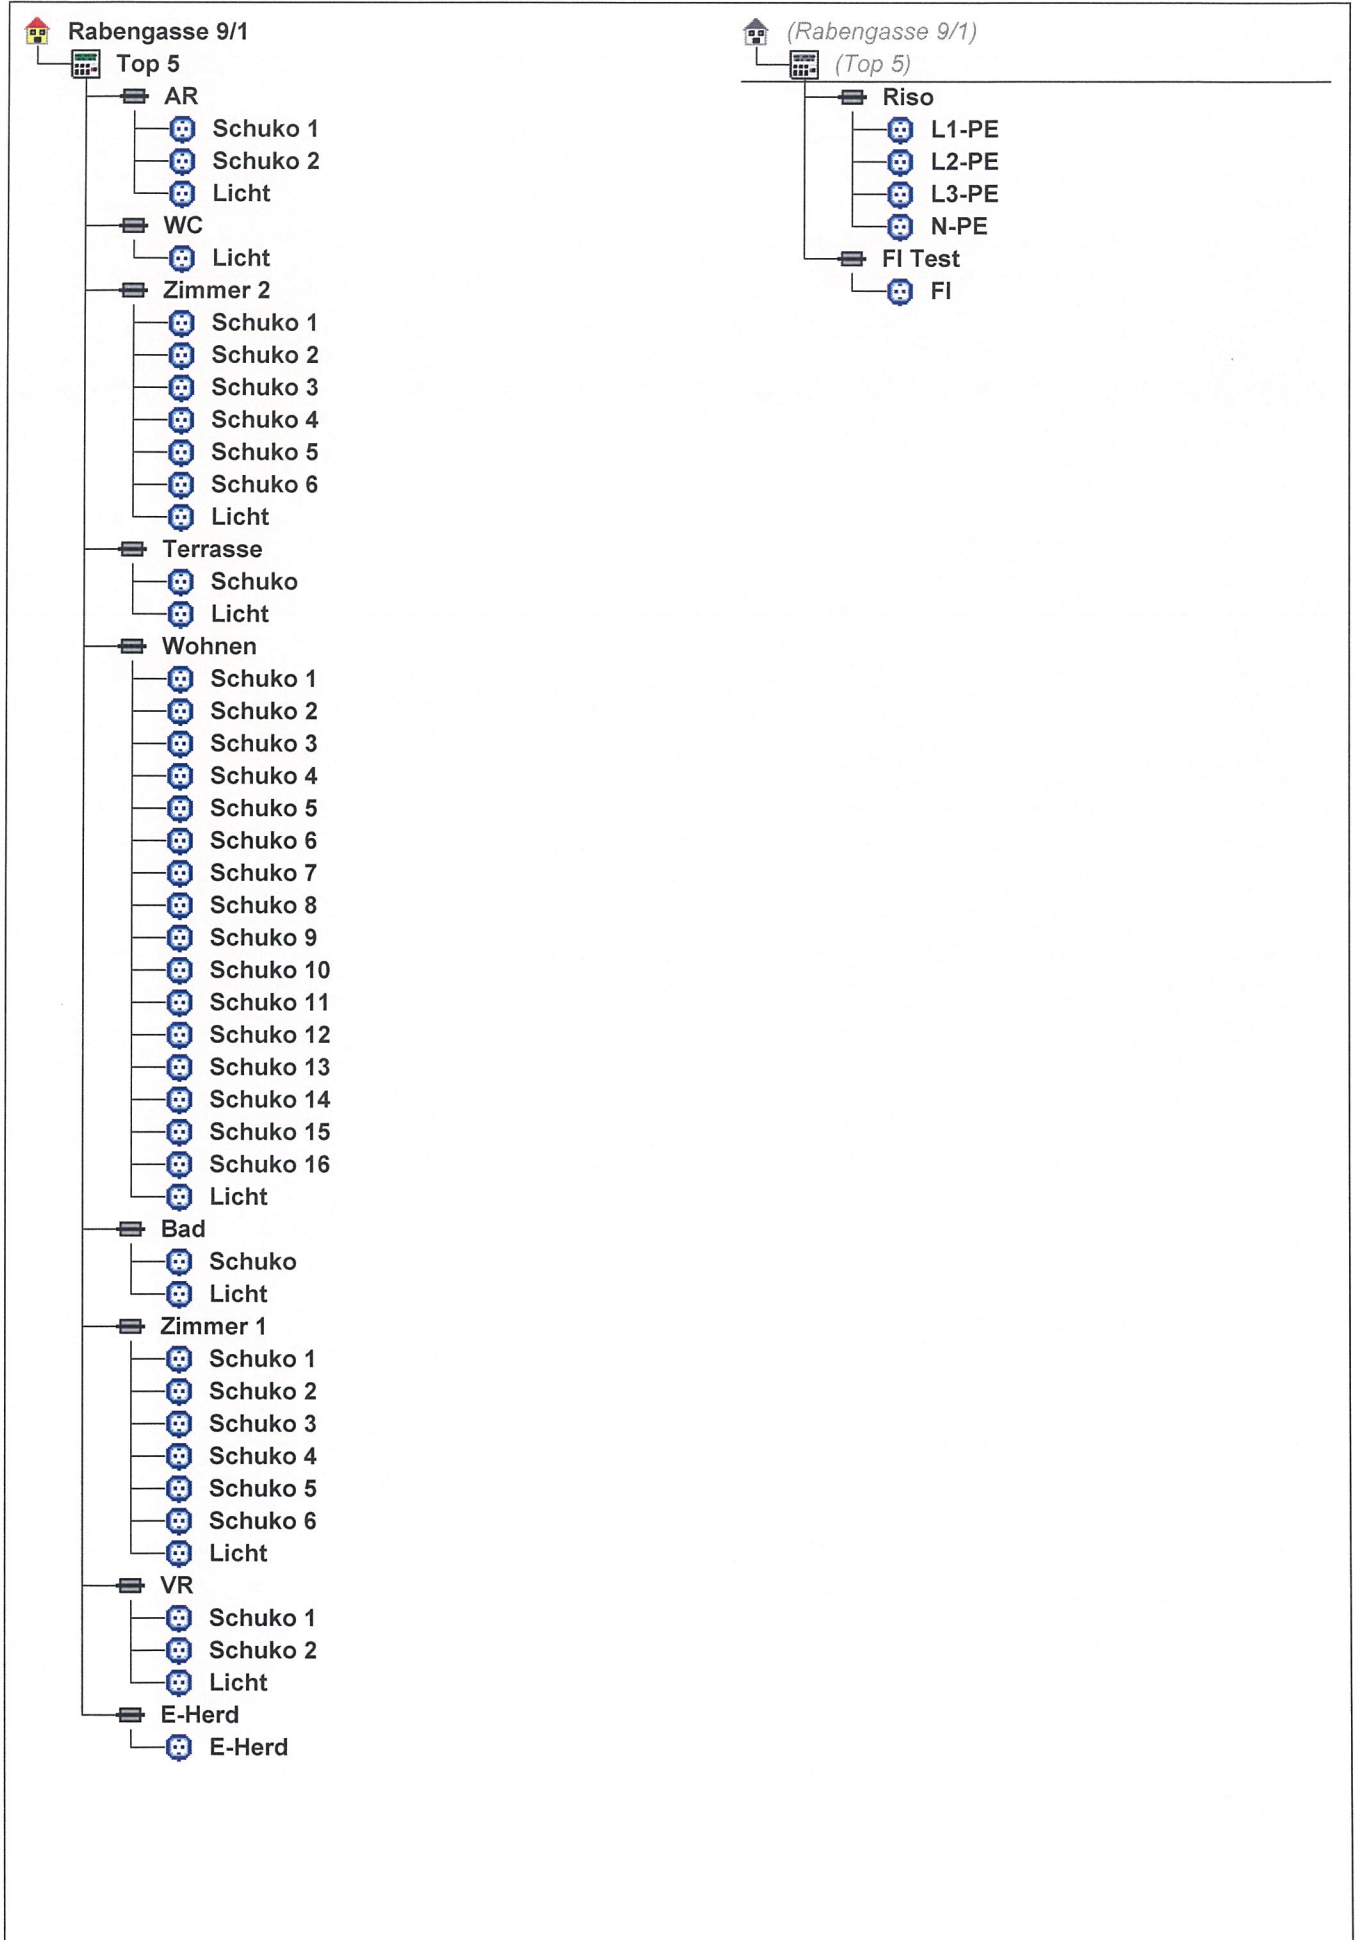 Rabengasse 9/1
Top 5
AR
Schuko 1
Schuko 2
Licht
WC
Licht
Zimmer 2
Schuko 1
Schuko 2
Schuko 3
Schuko 4
Schuko 5
Schuko 6
Licht
Terrasse
Schuko
Licht
Wohnen
Schuko 1
Schuko 2
Schuko 3
Schuko 4
Schuko 5
Schuko 6
Schuko 7
Schuko 8
Schuko 9
Schuko 10
Schuko 11
Schuko 12
Schuko 13
Schuko 14
Schuko 15
Schuko 16
Licht
Bad
Schuko
Licht
Zimmer 1
Schuko 1
Schuko 2
Schuko 3
Schuko 4
Schuko 5
Schuko 6
Licht
VR
Schuko 1
Schuko 2
Licht
E-Herd
E-Herd
(Rabengasse 9/1)
(Top 5)
Riso
L1-PE
L2-PE
L3-PE
N-PE
FI Test
FI